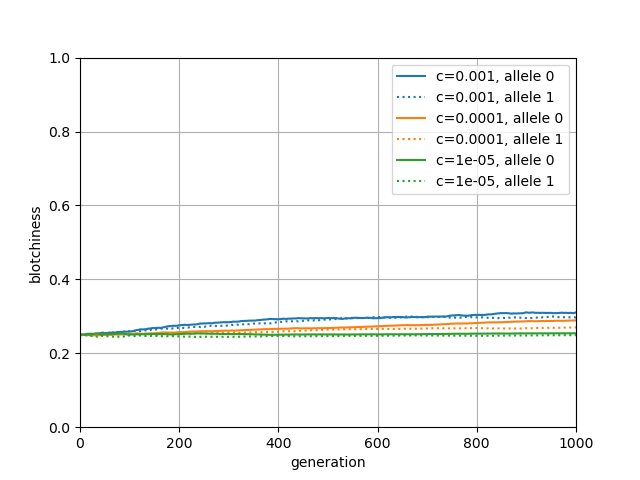 1.0
0.8
0.6
0.4
0.2
0.0
blotchiness
c=0.001, allele 0
c=0.001, allele 1
c=0.0001, allele 0
c=0.0001, allele 1
c=1e-05, allele 0
c=1e-05, allele 1
0 200 400 600 800 1000
generation